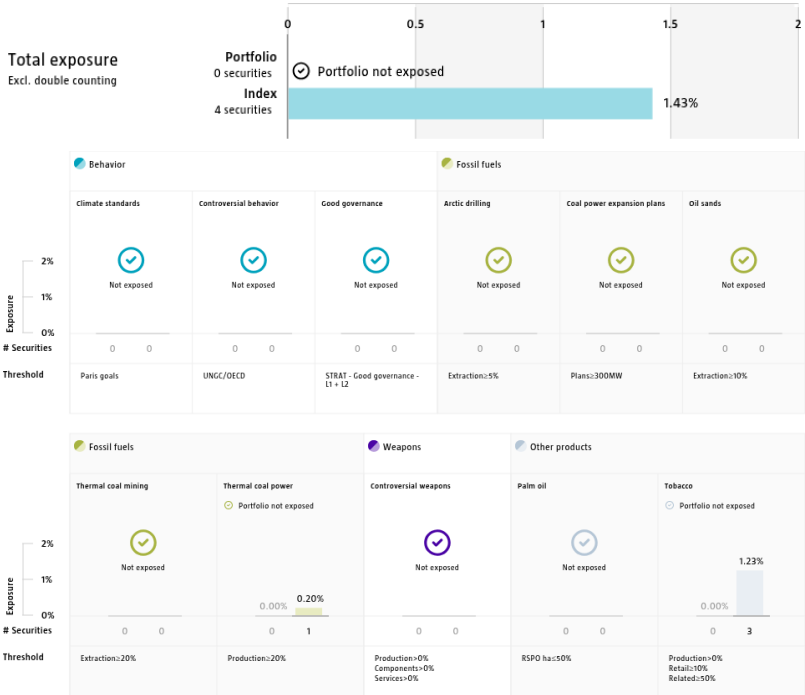 0 0.5 1 1.5 2
Total exposure
Excl. double counting
Portfolio
0 securities
Portfolio not exposed
Index
4 securities
1.43%
Behavior
Fossil fuels
Climate standards
Controversial behavior
Good governance
Arctic drilling
Coal power expansion plans
Oil sands
Not exposed
Not exposed
Not exposed
Not exposed
Not exposed
Not exposed
Exposure
2%
1%
0%
# Securities
0 0
0 0
0 0
0 0
0 0
0 0
Threshold
Paris goals
UNGC/OECD
STRAT - Good governance -
L1 + L2
Extraction≥5%
Plans≥300MW
Extraction≥10%
Fossil fuels
Weapons
Other products
Thermal coal mining
Thermal coal power
Controversial weapons
Palm oil
Tobacco
Portfolio not exposed
Portfolio not exposed
Not exposed
Not exposed
Not exposed
Exposure
2%
1%
0%
0.00% 0.20%
0.00% 1.23%
# Securities
0 0
0 1
0 0
0 0
0 3
Threshold
Extraction≥20%
Production≥20%
Production>0%
Components>0%
Services>0%
RSPO ha≤50%
Production>0%
Retail≥10%
Related≥50%